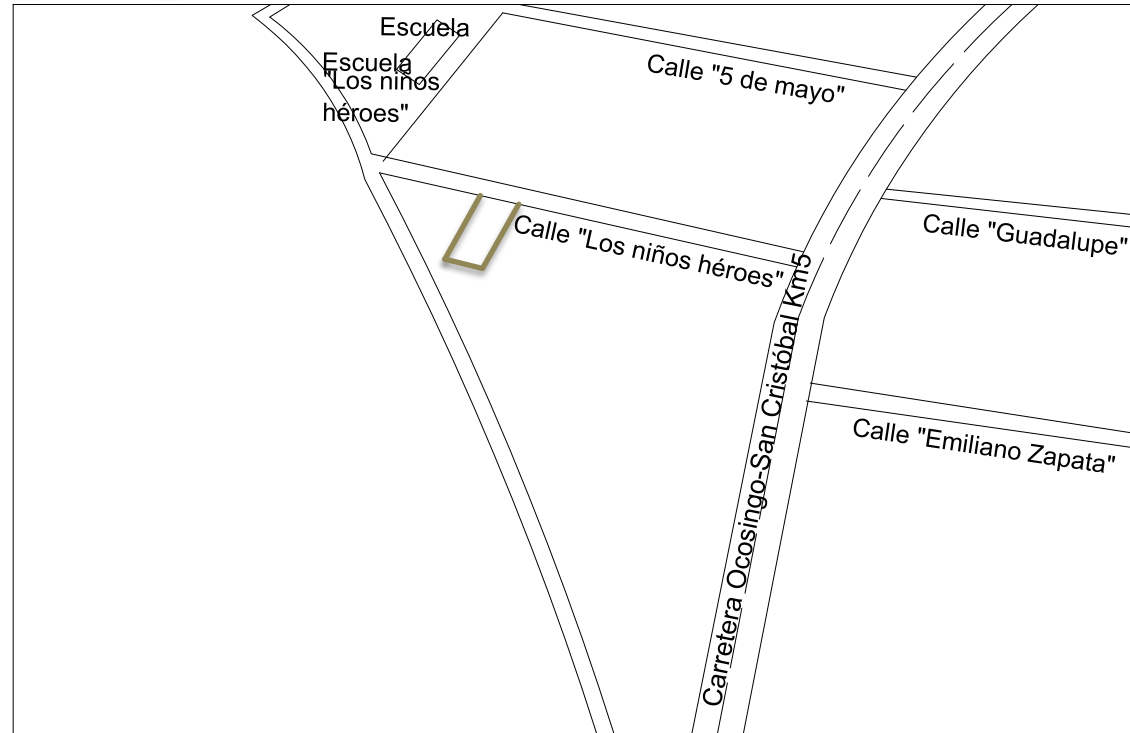 Escuela
Escuela
"Los niños
héroes"
Calle "5 de mayo"
Calle "Guadalupe"
Calle "Los niños héroes"
Carretera Ocosingo-San Cristóbal Km5
Calle "Emiliano Zapata"